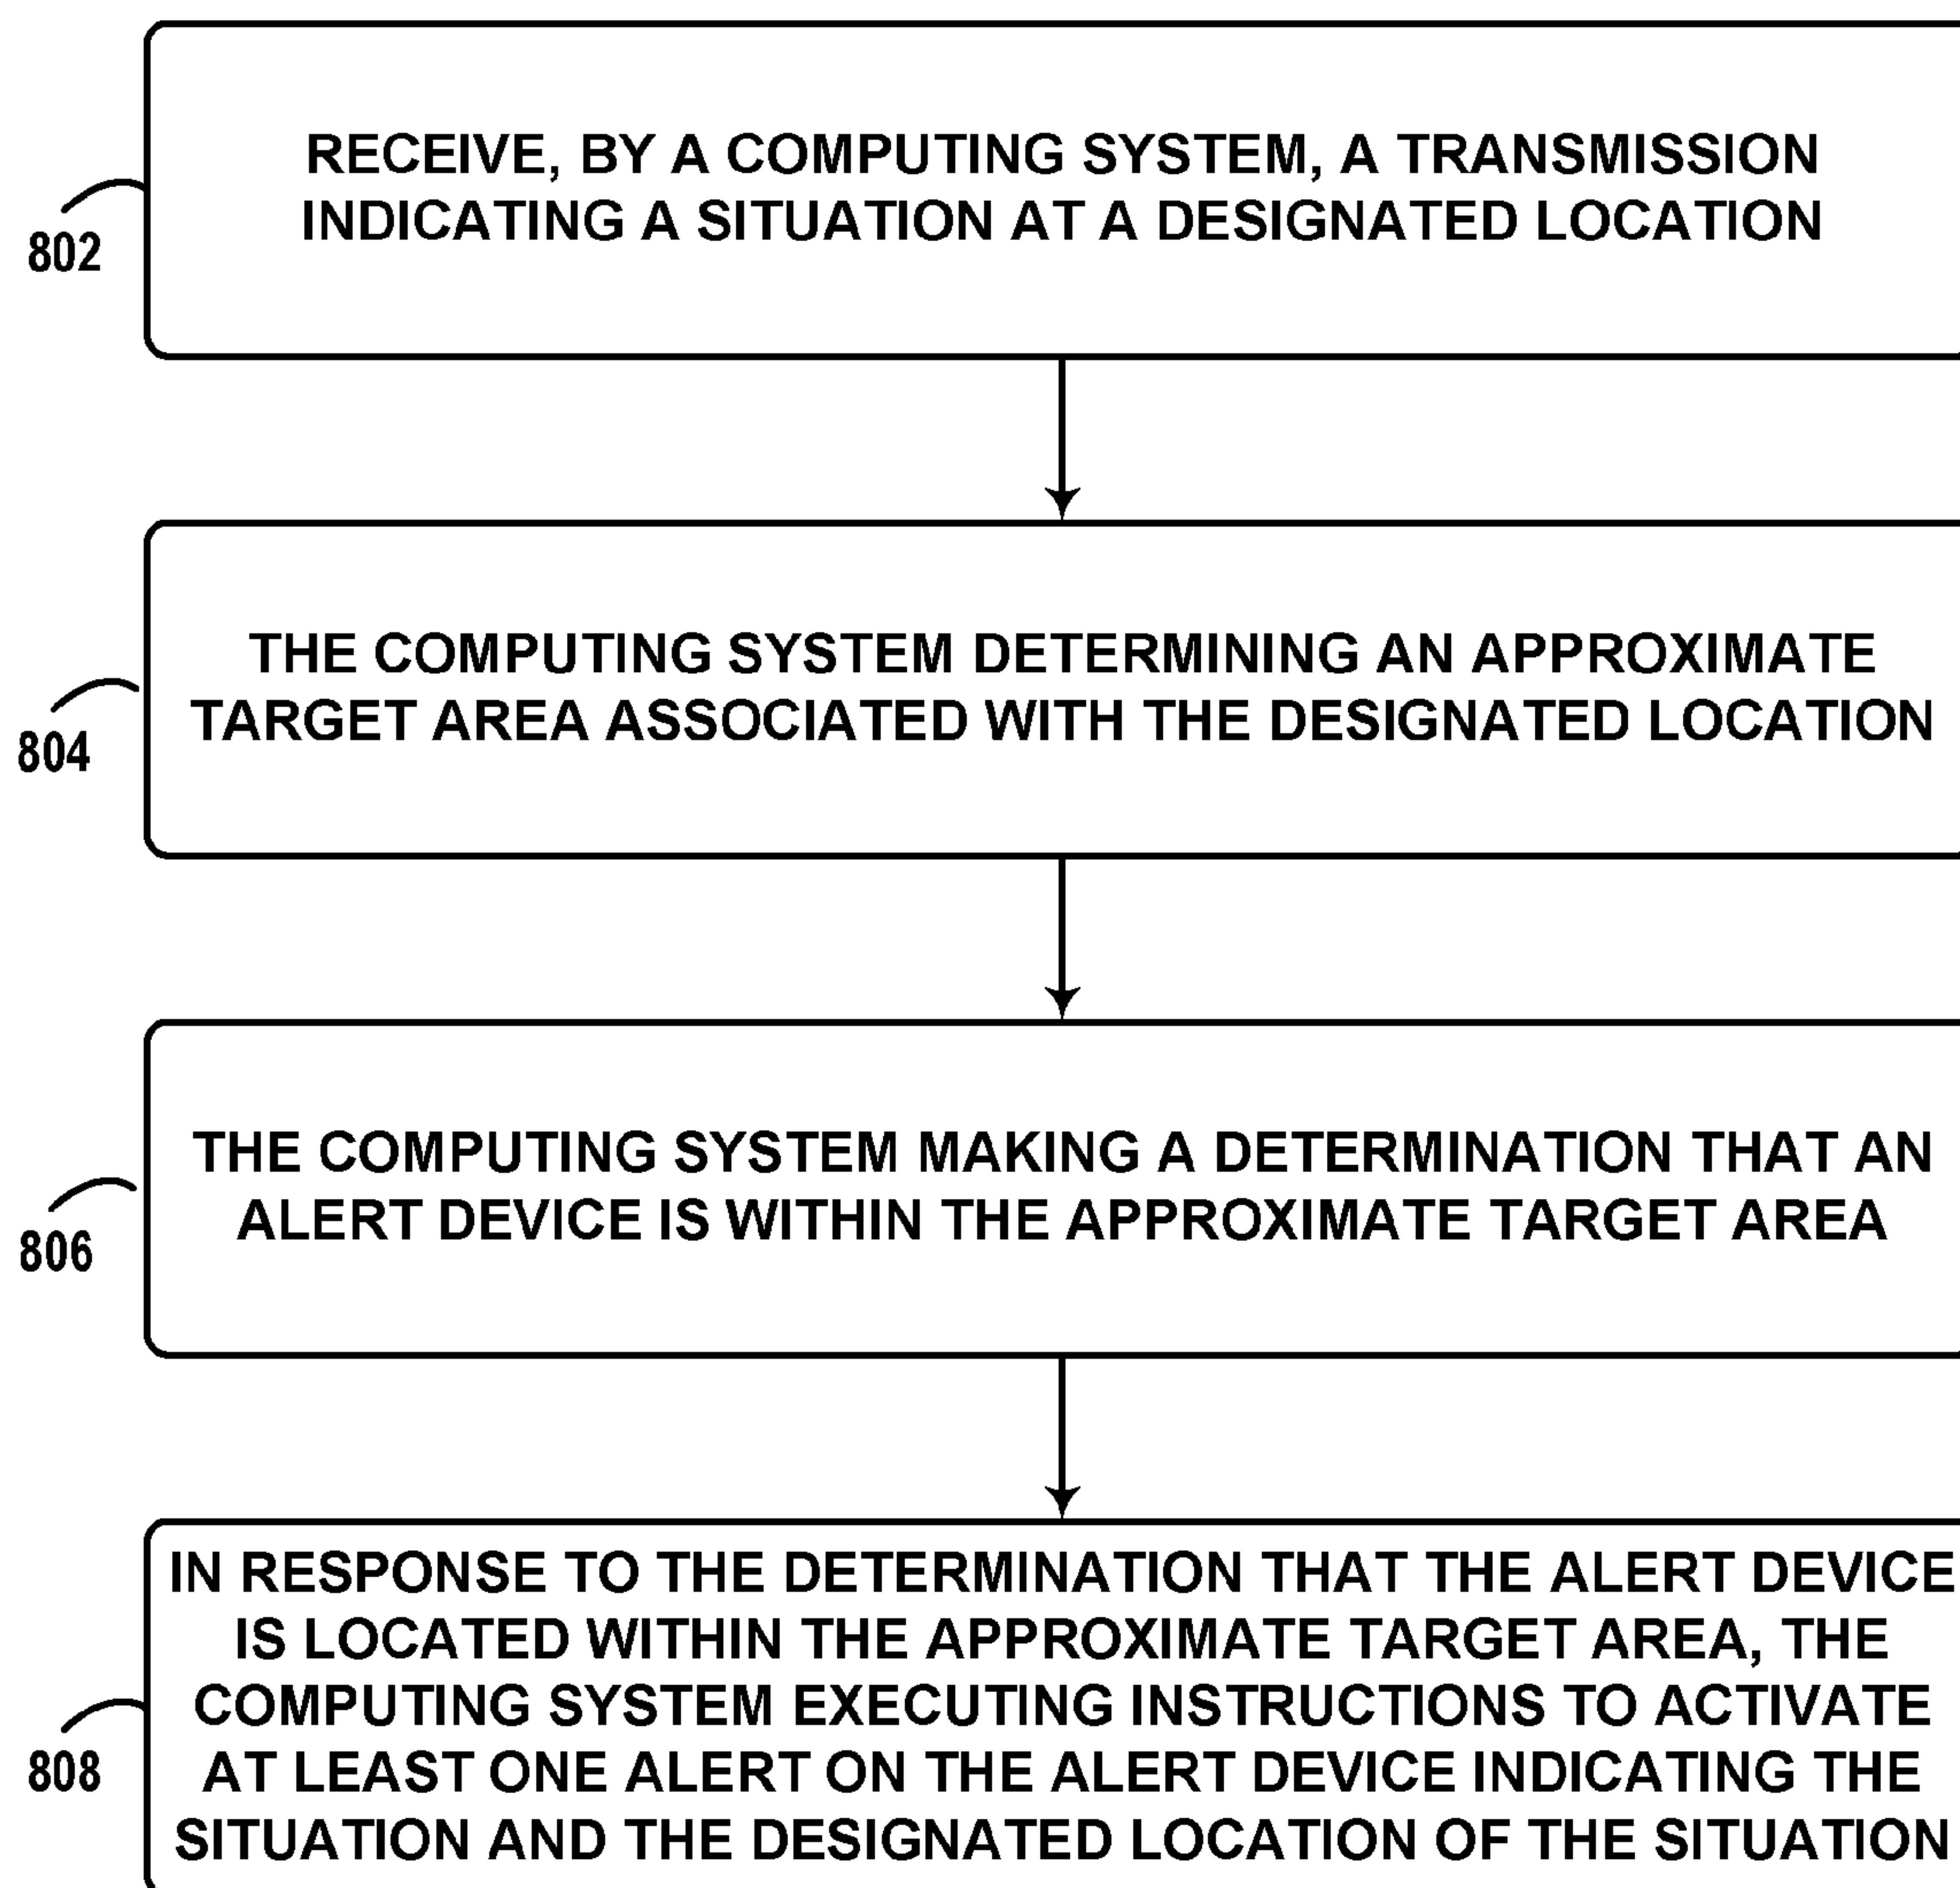 RECEIVE, BY A COMPUTING SYSTEM, A TRANSMISSION
INDICATING A SITUATION AT A DESIGNATED LOCATION
802
THE COMPUTING SYSTEM DETERMINING AN APPROXIMATE
TARGET AREA ASSOCIATED WITH THE DESIGNATED LOCATION
804
THE COMPUTING SYSTEM MAKING A DETERMINATION THAT AN
ALERT DEVICE IS WITHIN THE APPROXIMATE TARGET AREA
806
IN RESPONSE TO THE DETERMINATION THAT THE ALERT DEVICE
IS LOCATED WITHIN THE APPROXIMATE TARGET AREA, THE
COMPUTING SYSTEM EXECUTING INSTRUCTIONS TO ACTIVATE
AT LEAST ONE ALERT ON THE ALERT DEVICE INDICATING THE
SITUATION AND THE DESIGNATED LOCATION OF THE SITUATION
808